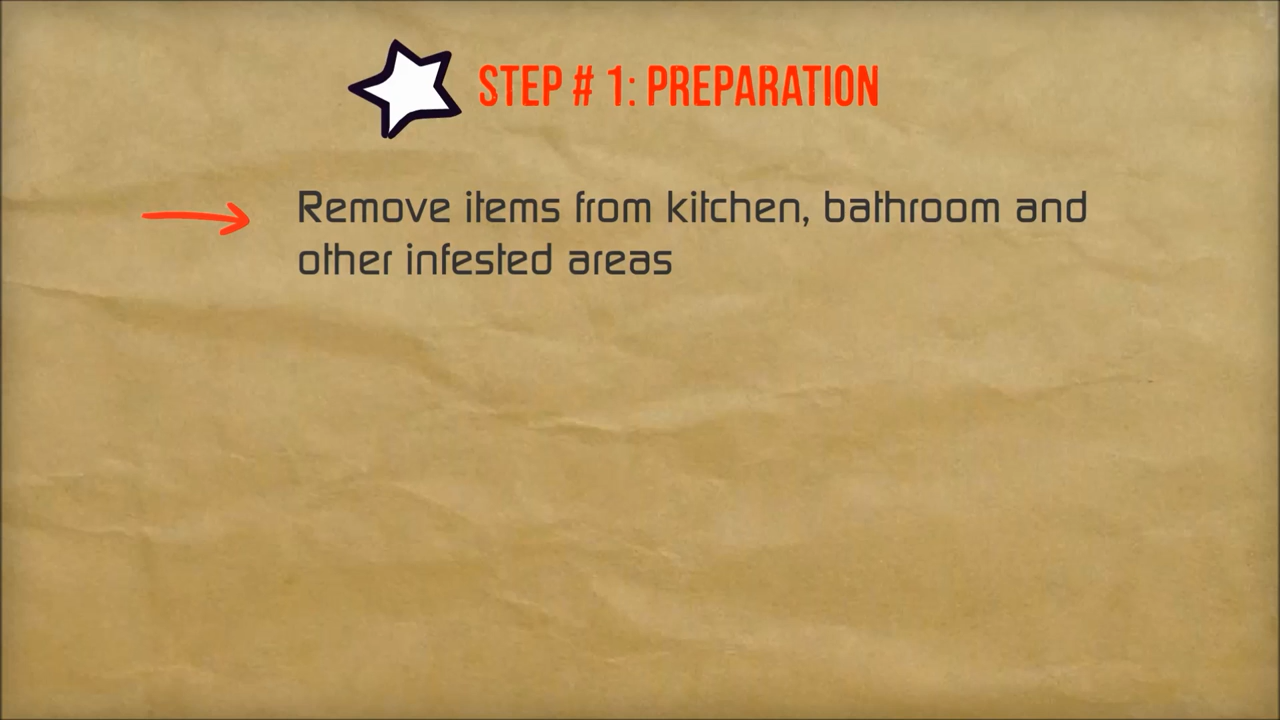 STEP # 1: PREPARATION
Remove items from kitchen, bathroom and
other infested areas